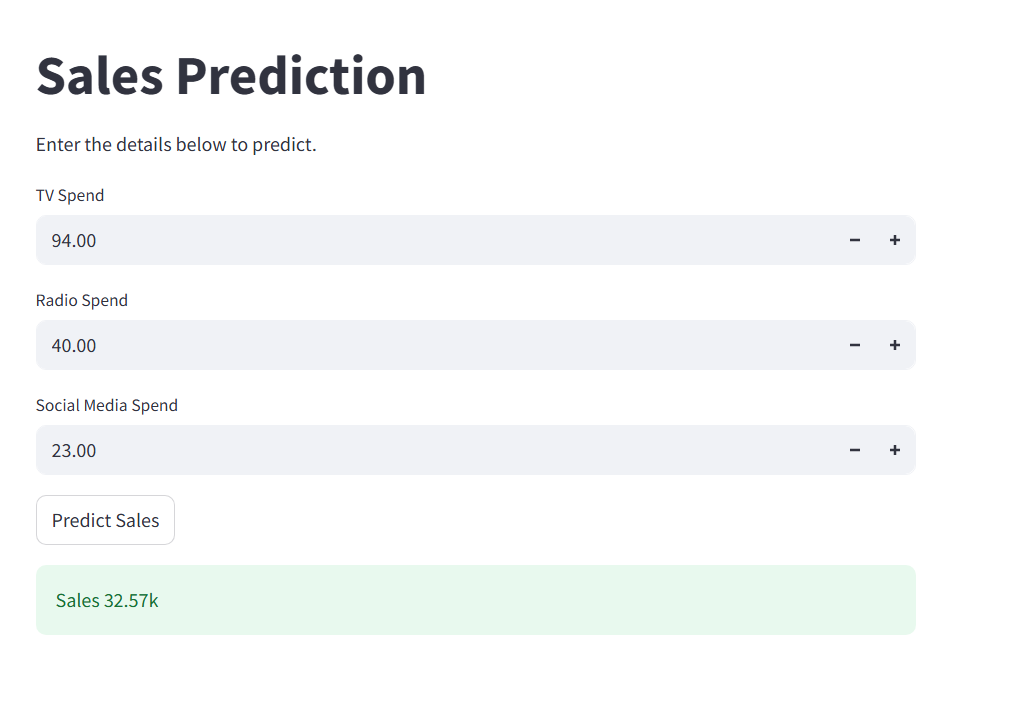 Sales Prediction
Enter the details below to predict.
TV Spend
94.00
Radio Spend
40.00
Social Media Spend
23.00
Predict Sales
Sales 32.57k